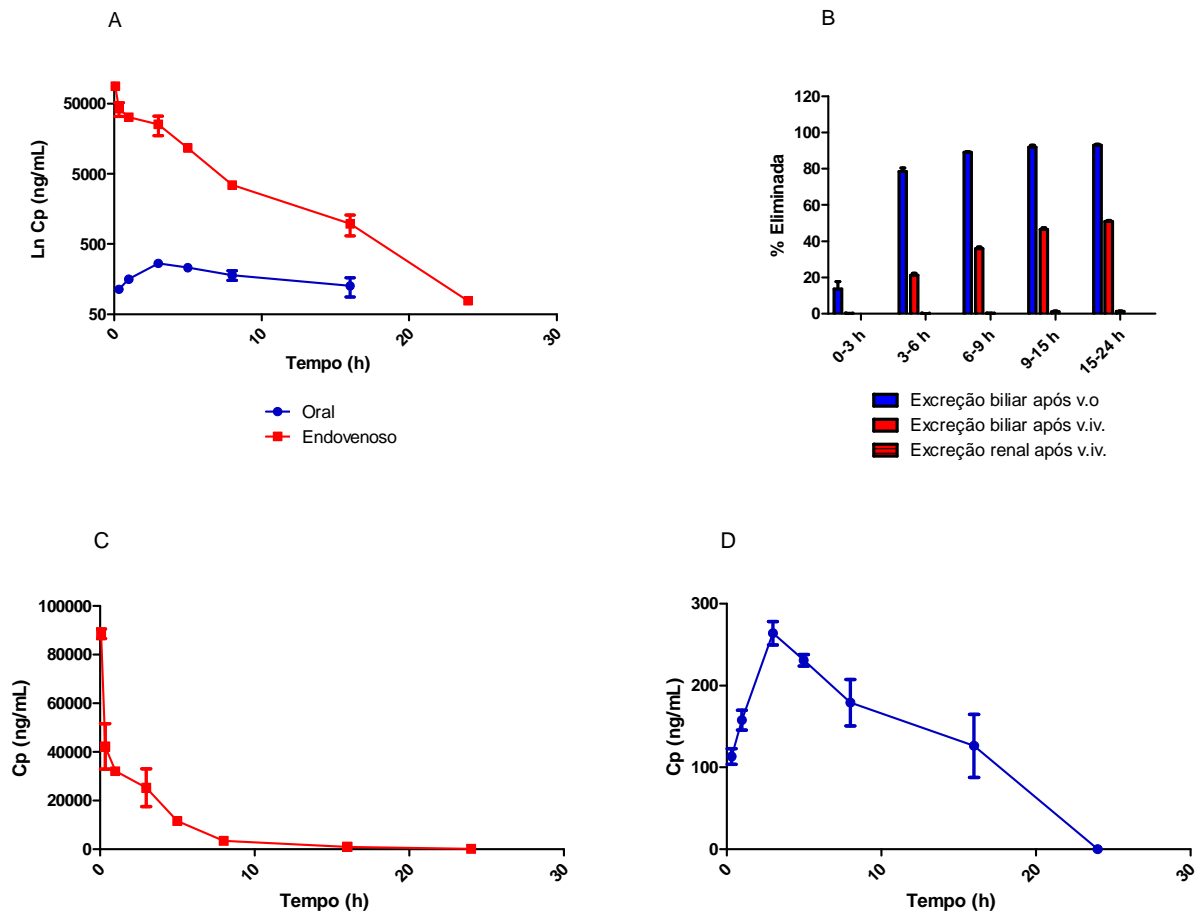 A
Ln Cp (ng/mL)
50000
5000
500
50
0
10
20
30
Tempo (h)
Oral
Endovenoso
B
% Eliminada
120
100
80
60
40
20
0
0-3 h
3-6 h
6-9 h
9-15 h
15-24 h
Excreção biliar após v.o
Excreção biliar após v.iv.
Excreção renal após v.iv.
C
Cp (ng/mL)
100000
80000
60000
40000
20000
0
0
10
20
30
Tempo (h)
D
Cp (ng/mL)
300
200
100
0
0
10
20
30
Tempo (h)